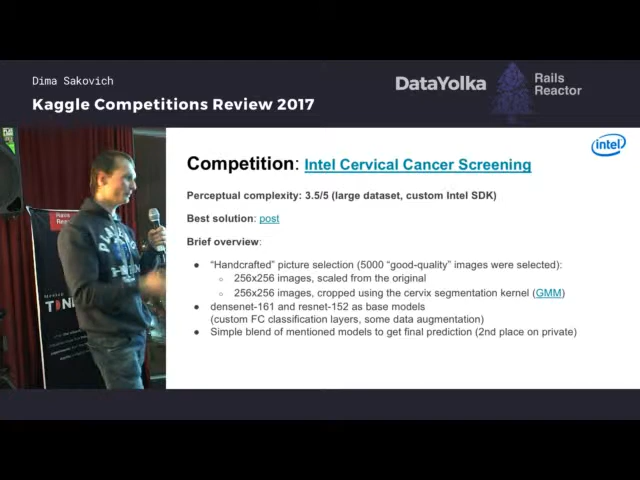 Dima Sakovich
Kaggle Competitions Review 2017
DataYolka
Rails
Reactor
Competition: Intel Cervical Cancer Screening
intel
Perceptual complexity: 3.5/5 (large dataset, custom Intel SDK)
Best solution: post
Brief overview:
● “Handcrafted” picture selection (5000 “good-quality” images were selected):
○ 256x256 images, scaled from the original
○ 256x256 images, cropped using the cervix segmentation kernel (GMM)
● densenet-161 and resnet-152 as base models
(custom FC classification layers, some data augmentation)
● Simple blend of mentioned models to get final prediction (2nd place on private)